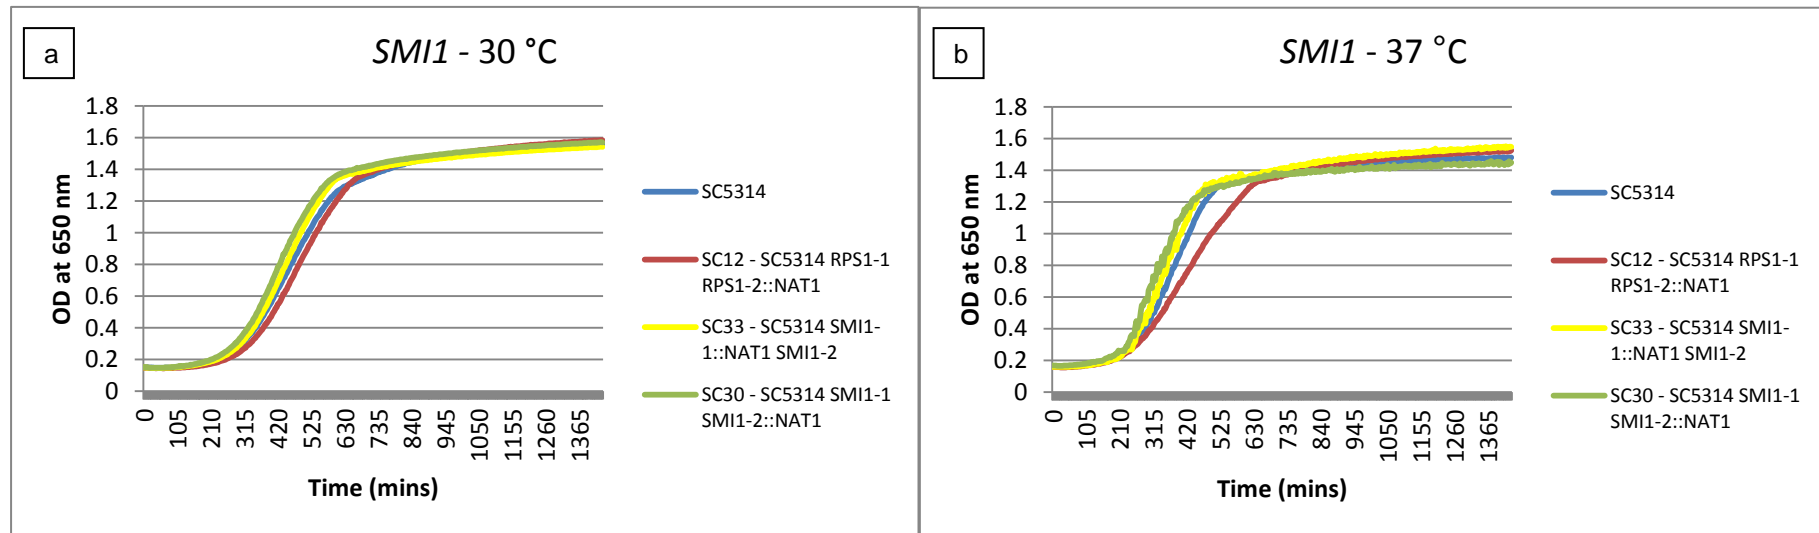 a
SMI1 - 30 °C
OD at 650 nm
1.8
1.6
1.4
1.2
1
0.8
0.6
0.4
0.2
0
0
105
210
315
420
525
630
735
840
945
1050
1155
1260
1365
Time (mins)
SC5314
SC12 - SC5314 RPS1-1
RPS1-2::NAT1
SC33 - SC5314 SMI1-
1::NAT1 SMI1-2
SC30 - SC5314 SMI1-1
SMI1-2::NAT1
b
SMI1 - 37 °C
OD at 650 nm
1.8
1.6
1.4
1.2
1
0.8
0.6
0.4
0.2
0
0
105
210
315
420
525
630
735
840
945
1050
1155
1260
1365
Time (mins)
SC5314
SC12 - SC5314 RPS1-1
RPS1-2::NAT1
SC33 - SC5314 SMI1-
1::NAT1 SMI1-2
SC30 - SC5314 SMI1-1
SMI1-2::NAT1